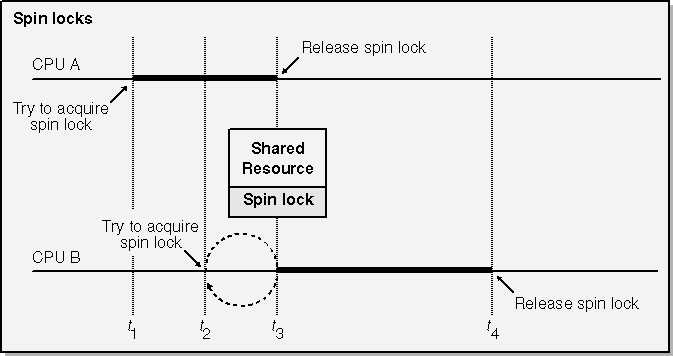 Spin locks
CPU A
Release spin lock
Try to acquire
spin lock
Shared
Resource
Spin lock
Try to acquire
spin lock
CPU B
Release spin lock
t1
t2
t3
t4